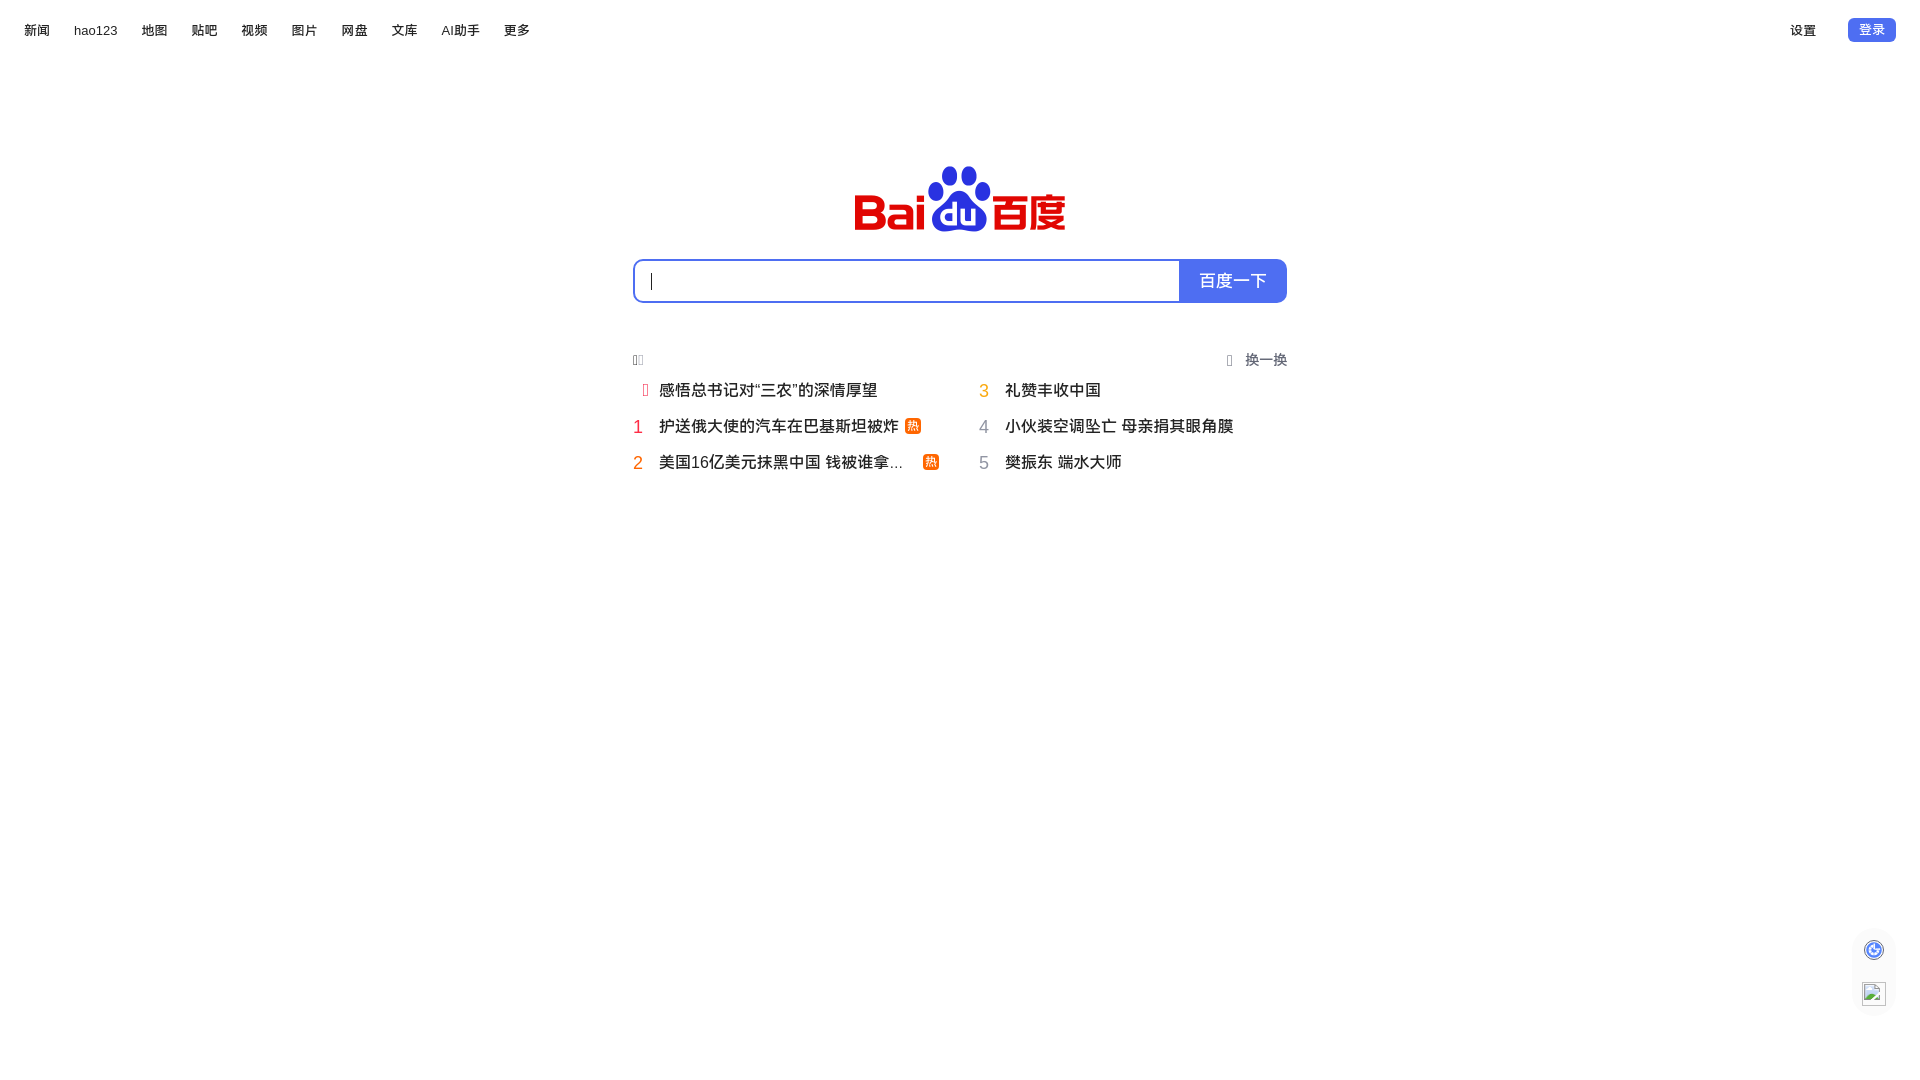 新闻 hao123 地图 贴吧 视频 图片 网盘 文库 AI助手 更多 设置 登录
Bai du 百度
百度一下
换一换
感悟总书记对“三农”的深情厚望
1 护送俄大使的汽车在巴基斯坦被炸 热
2 美国16亿美元抹黑中国 钱被谁拿... 热
3 礼赞丰收中国
4 小伙装空调坠亡 母亲捐其眼角膜
5 樊振东 端水大师